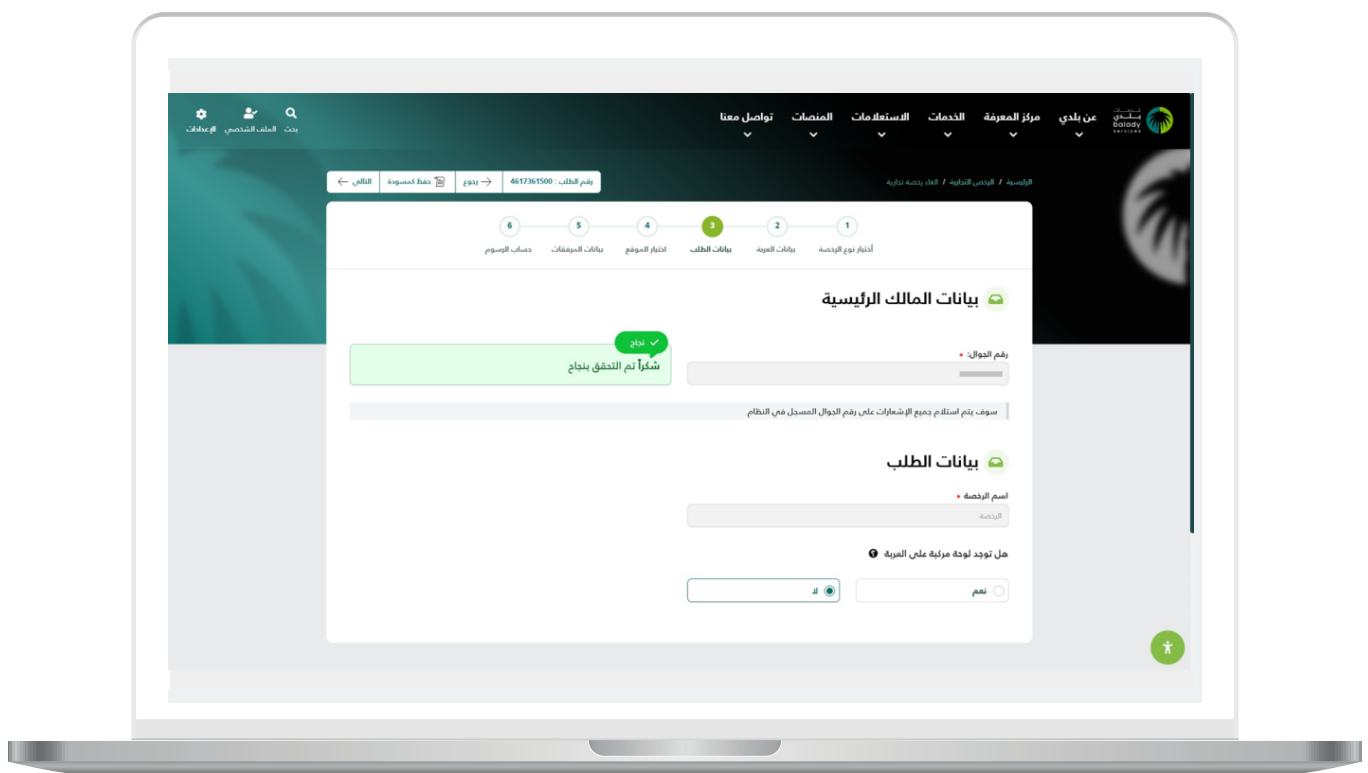 خدمات
بلدي
balady
services
عن بلدي
مركز المعرفة
الخدمات
الاستعلامات
المنصات
تواصل معنا
بحث
الملف الشخصي
الإعدادات
الرئيسية / الرخص التجارية / الغاء رخصة تجارية
رقم الطلب : 4617361500
رجوع
حفظ كمسودة
التالي
1
2
3
4
5
6
أختيار نوع الرخصة
بيانات العربة
بيانات الطلب
اختيار الموقع
بيانات المرفقات
حساب الرسوم
بيانات المالك الرئيسية
رقم الجوال: •
نجاح
شكراً تم التحقق بنجاح
سوف يتم استلام جميع الإشعارات على رقم الجوال المسجل في النظام
بيانات الطلب
اسم الرخصة •
الرخصة
هل توجد لوحة مركبة على العربة ?
نعم
لا